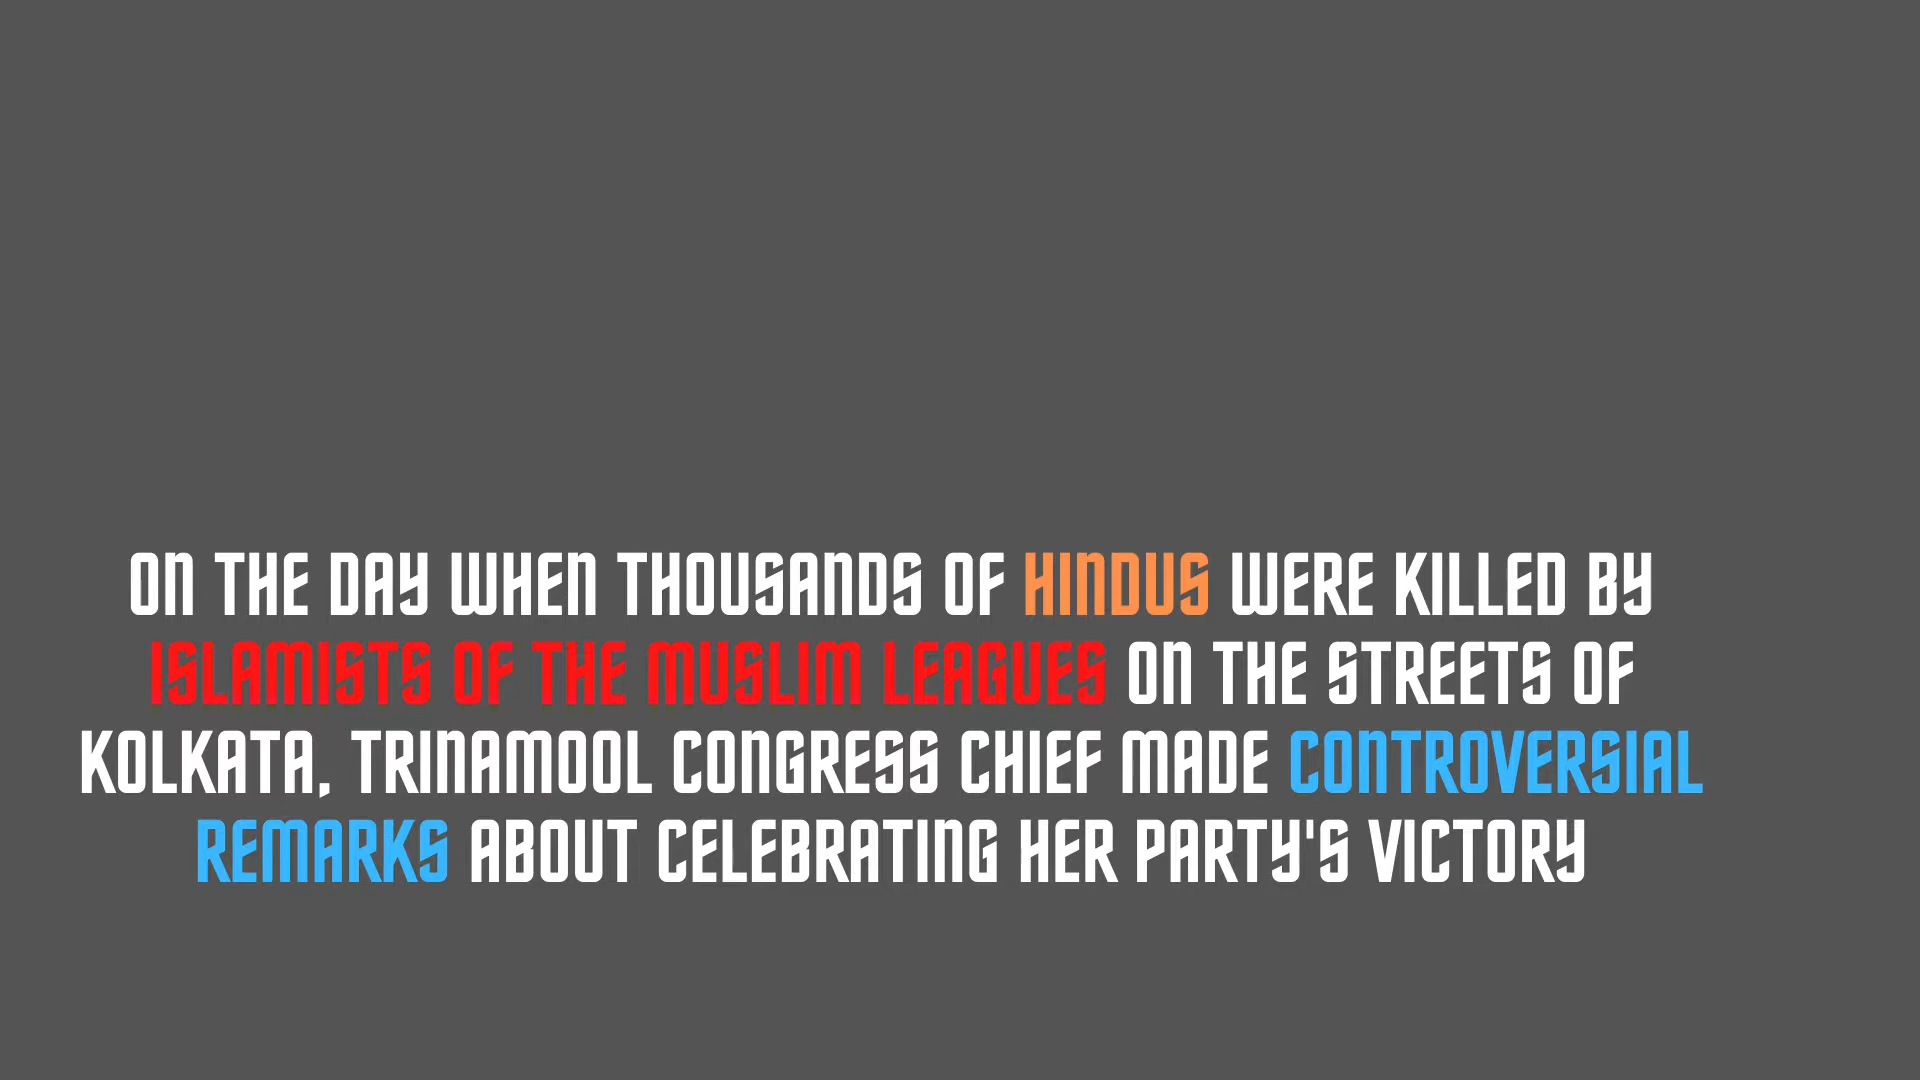 ON THE DAY WHEN THOUSANDS OF HINDUS WERE KILLED BY
ISLAMISTS OF THE MUSLIM LEAGUES ON THE STREETS OF
KOLKATA, TRINAMOOL CONGRESS CHIEF MADE CONTROVERSIAL
REMARKS ABOUT CELEBRATING HER PARTY'S VICTORY